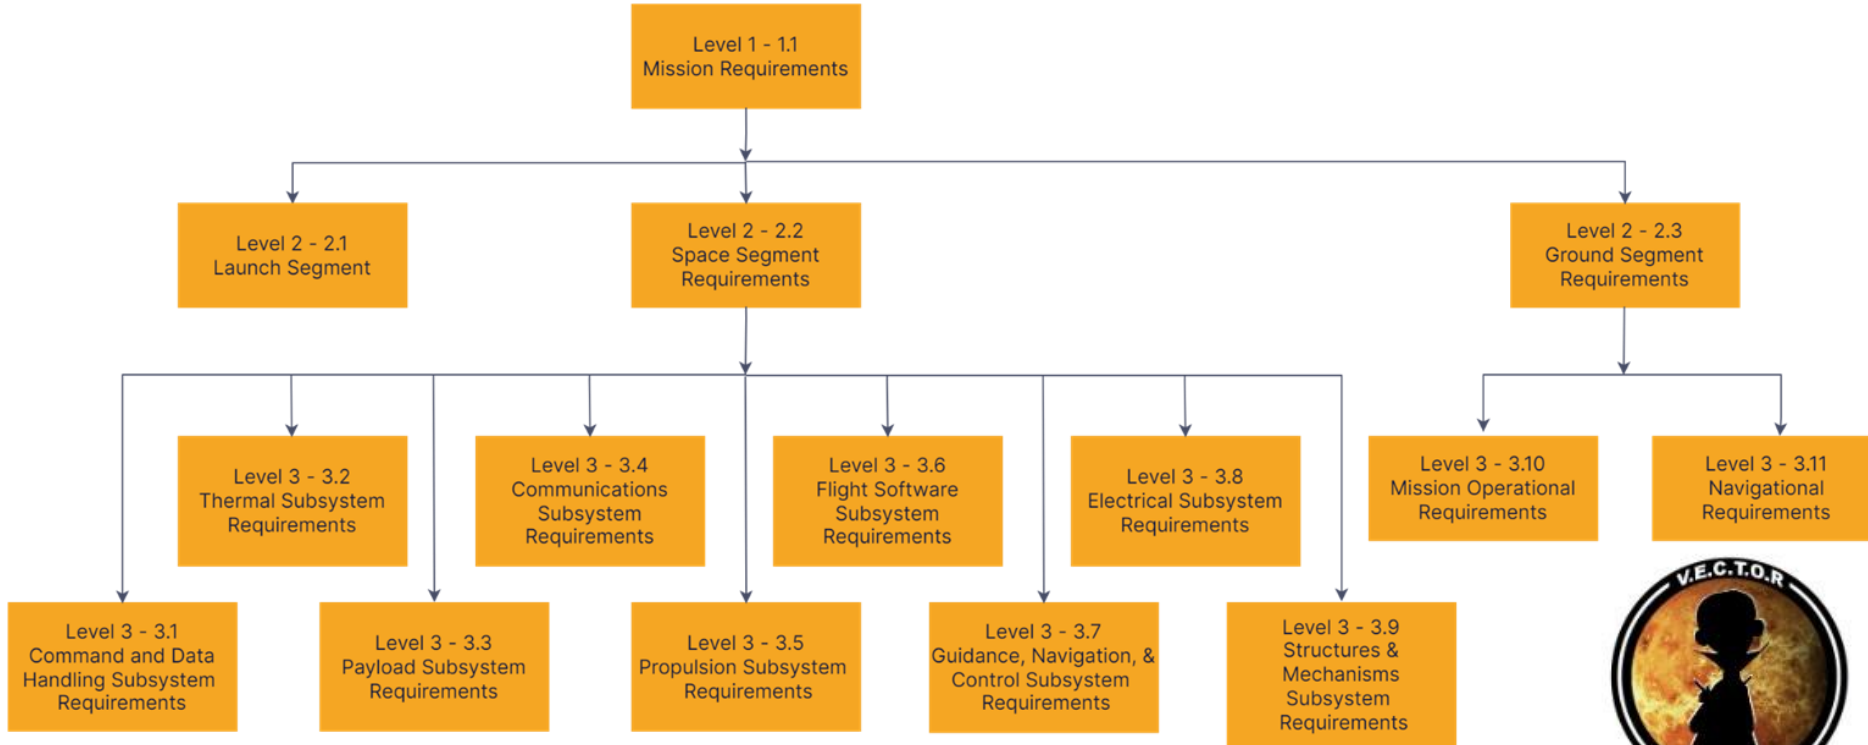 Level 1 - 1.1
Mission Requirements
Level 2 - 2.1
Launch Segment
Level 2 - 2.2
Space Segment
Requirements
Level 2 - 2.3
Ground Segment
Requirements
Level 3 - 3.2
Thermal Subsystem
Requirements
Level 3 - 3.4
Communications
Subsystem
Requirements
Level 3 - 3.6
Flight Software
Subsystem
Requirements
Level 3 - 3.8
Electrical Subsystem
Requirements
Level 3 - 3.10
Mission Operational
Requirements
Level 3 - 3.11
Navigational
Requirements
Level 3 - 3.1
Command and Data
Handling Subsystem
Requirements
Level 3 - 3.3
Payload Subsystem
Requirements
Level 3 - 3.5
Propulsion Subsystem
Requirements
Level 3 - 3.7
Guidance, Navigation, &
Control Subsystem
Requirements
Level 3 - 3.9
Structures &
Mechanisms
Subsystem
Requirements
V.E.C.T.O.R